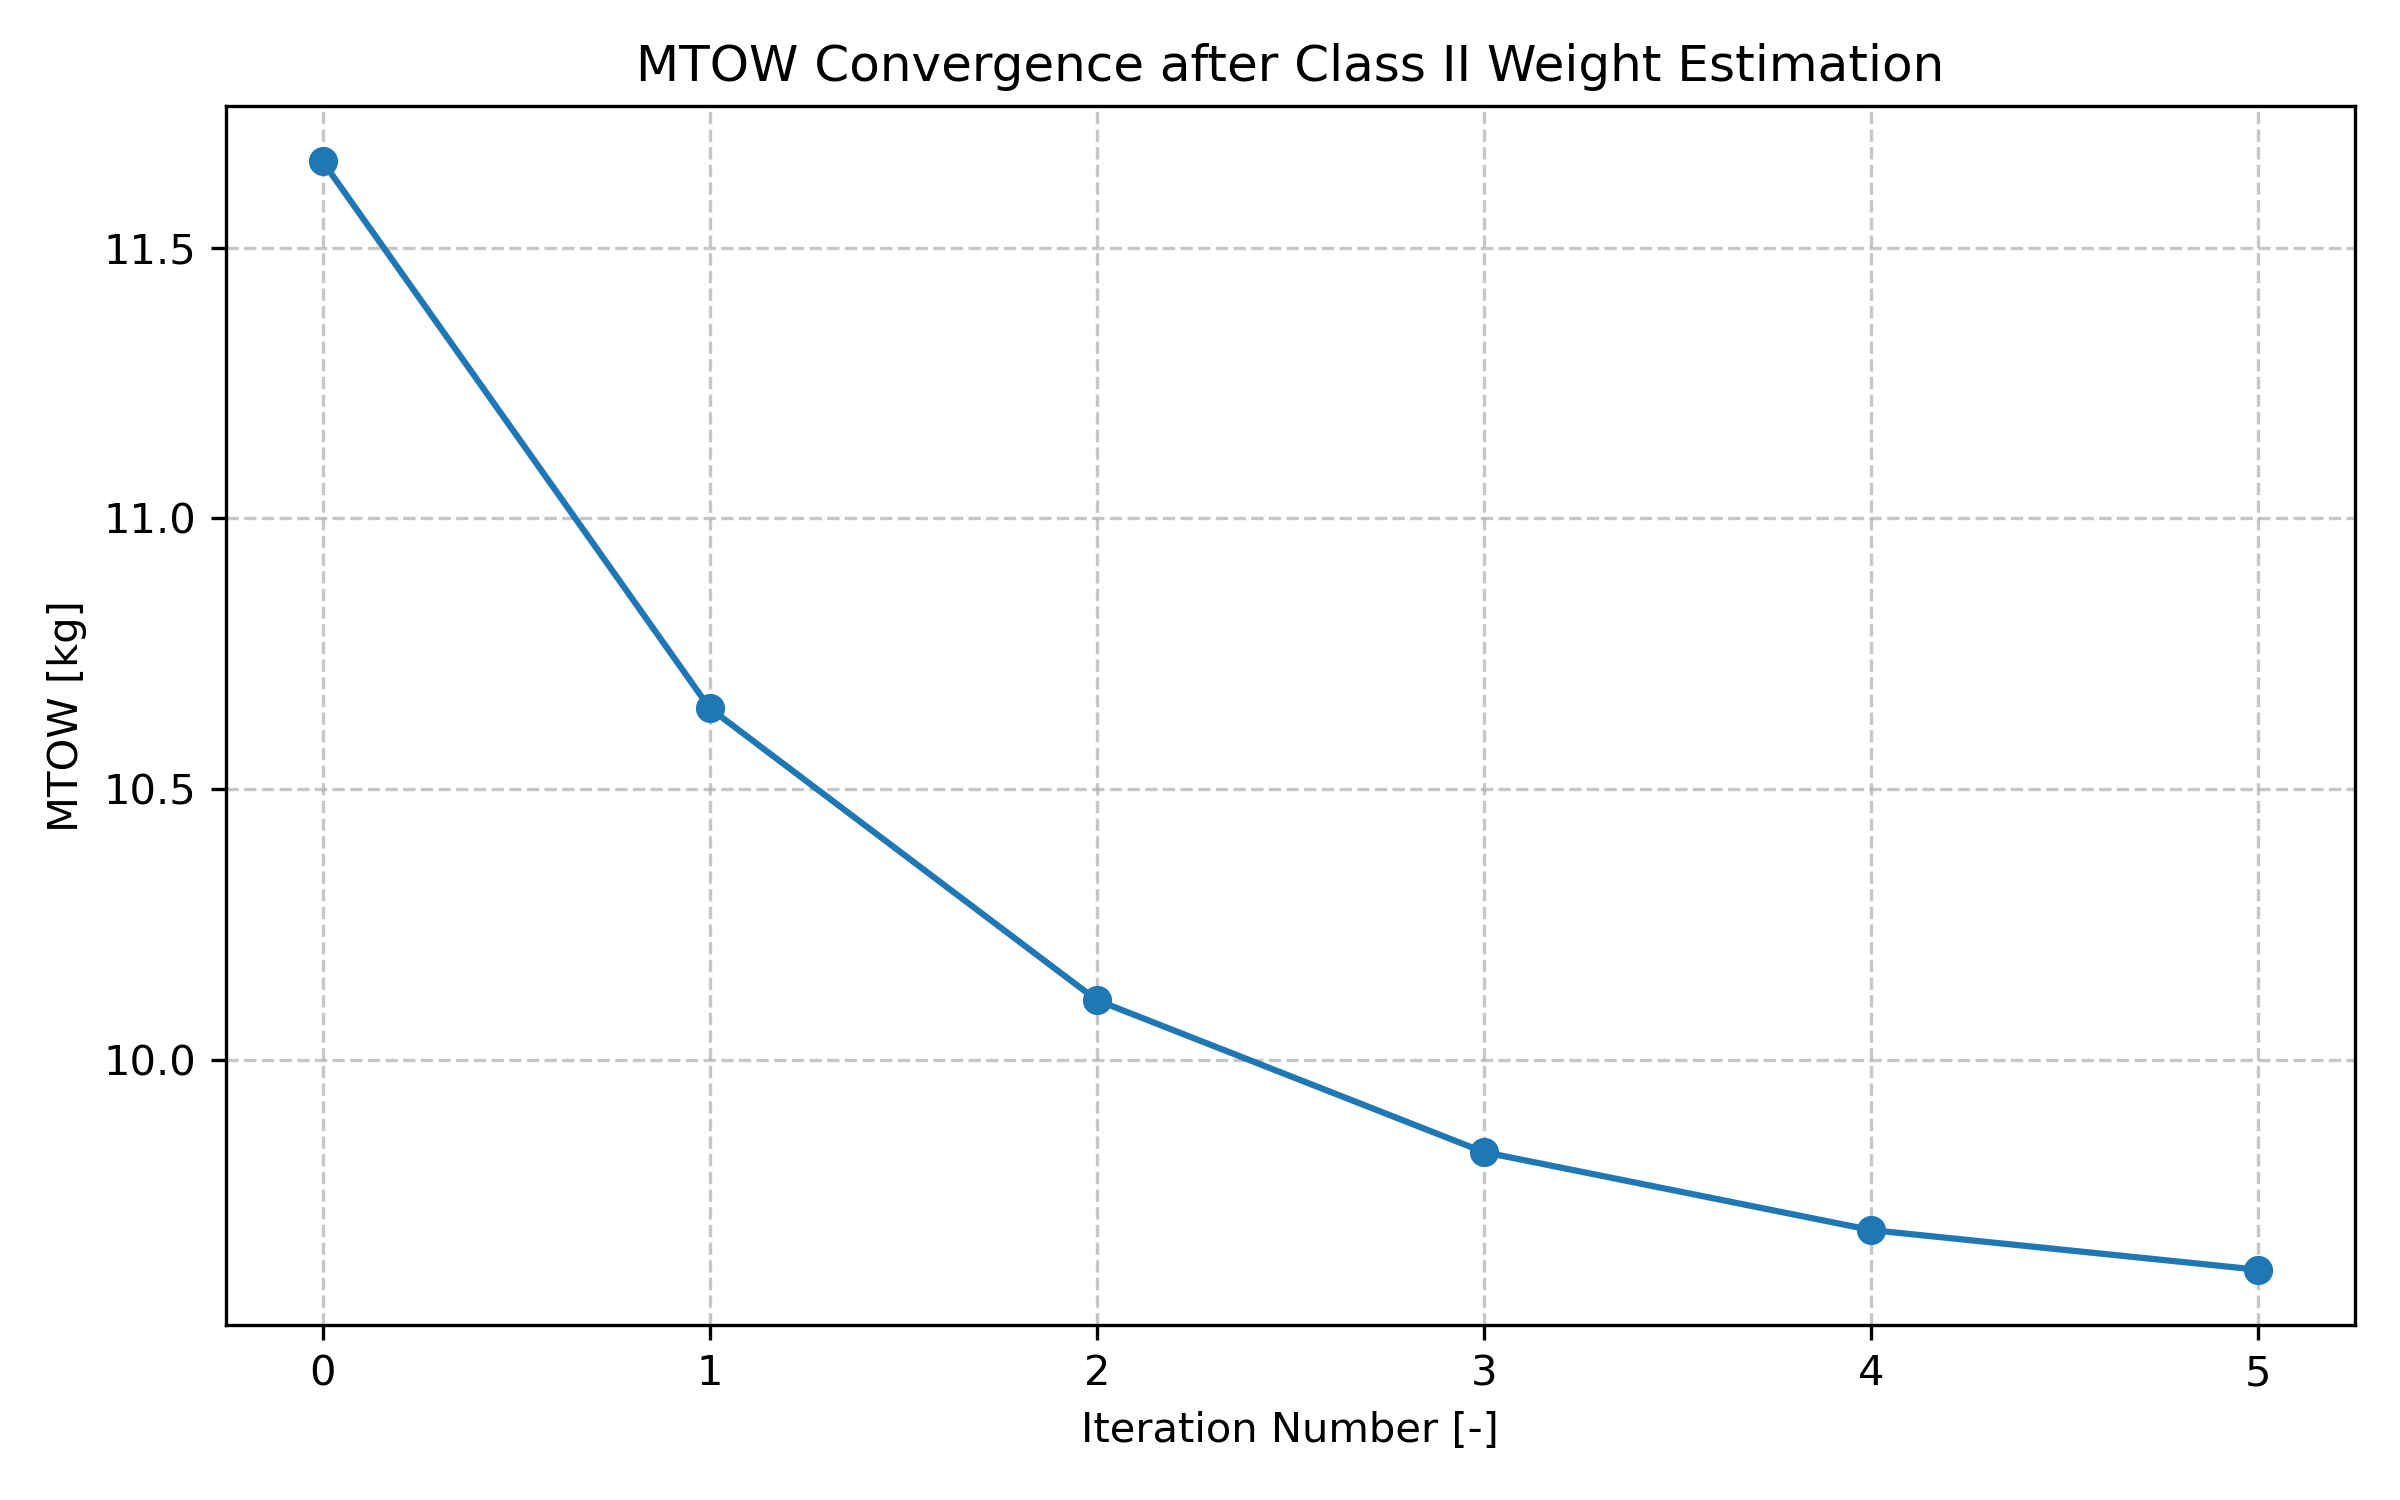 MTOW Convergence after Class II Weight Estimation
MTOW [kg]
11.5
11.0
10.5
10.0
0 1 2 3 4 5
Iteration Number [-]